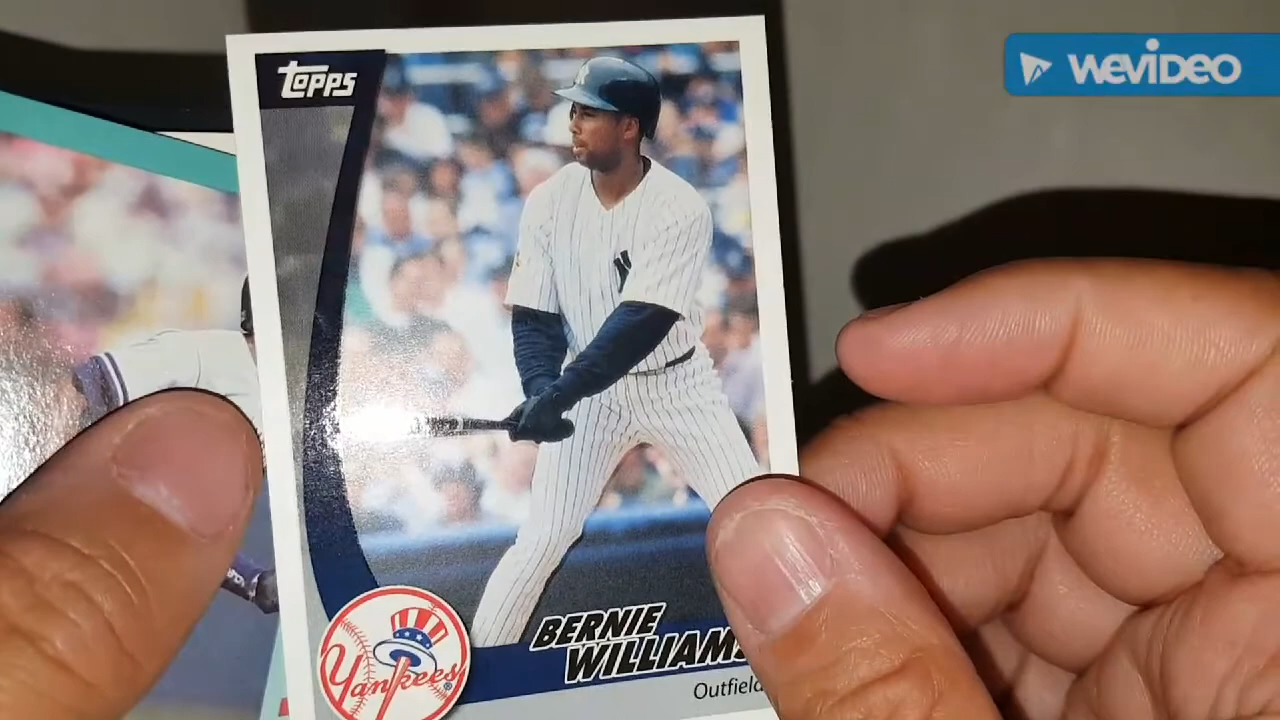 topps
WEVIDEO
Yankees
BERNIE
WILLIAMS
Outfield